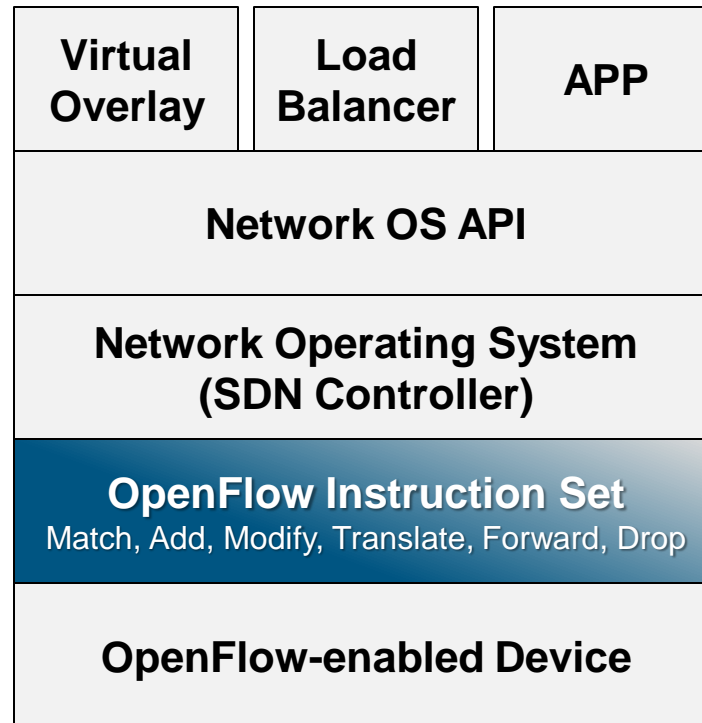 Virtual
Overlay
Load
Balancer
APP
Network OS API
Network Operating System
(SDN Controller)
OpenFlow Instruction Set
Match, Add, Modify, Translate, Forward, Drop
OpenFlow-enabled Device